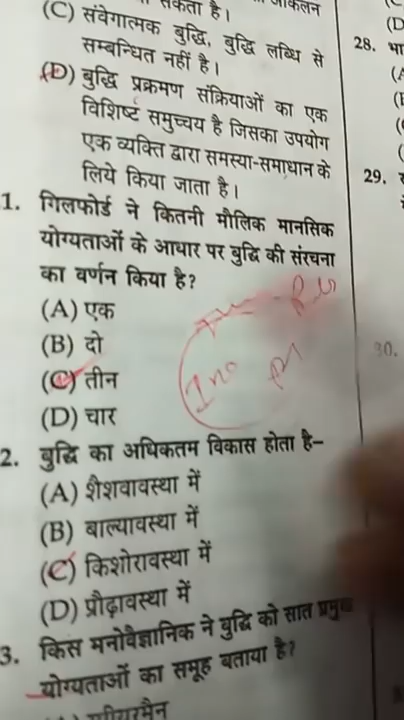 (C) संवेगात्मक बुद्धि, बुद्धि लब्धि से
सम्बन्धित नहीं है।
(D) बुद्धि प्रक्रमण संक्रियाओं का एक
विशिष्ट समुच्चय है जिसका उपयोग
एक व्यक्ति द्वारा समस्या-समाधान के
लिये किया जाता है।
1. गिलफोर्ड ने कितनी मौलिक मानसिक
योग्यताओं के आधार पर बुद्धि की संरचना
का वर्णन किया है?
(A) एक
(B) दो
(C) तीन
(D) चार
2. बुद्धि का अधिकतम विकास होता है–
(A) शैशवावस्था में
(B) बाल्यावस्था में
(C) किशोरावस्था में
(D) प्रौढ़ावस्था में
3. किस मनोवैज्ञानिक ने बुद्धि को सात
योग्यताओं का समूह बताया है?
(D
28.
29.
30.